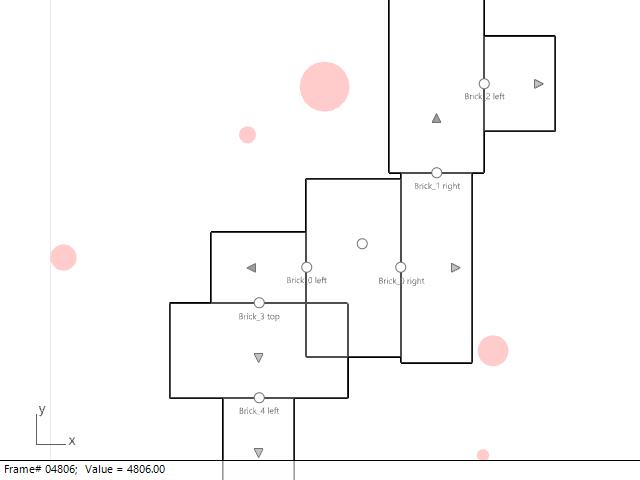 Brick_2 left
Brick_1 right
Brick_0 left
Brick_0 right
Brick_3 top
Brick_4 left
y
x
Frame# 04806;  Value = 4806.00